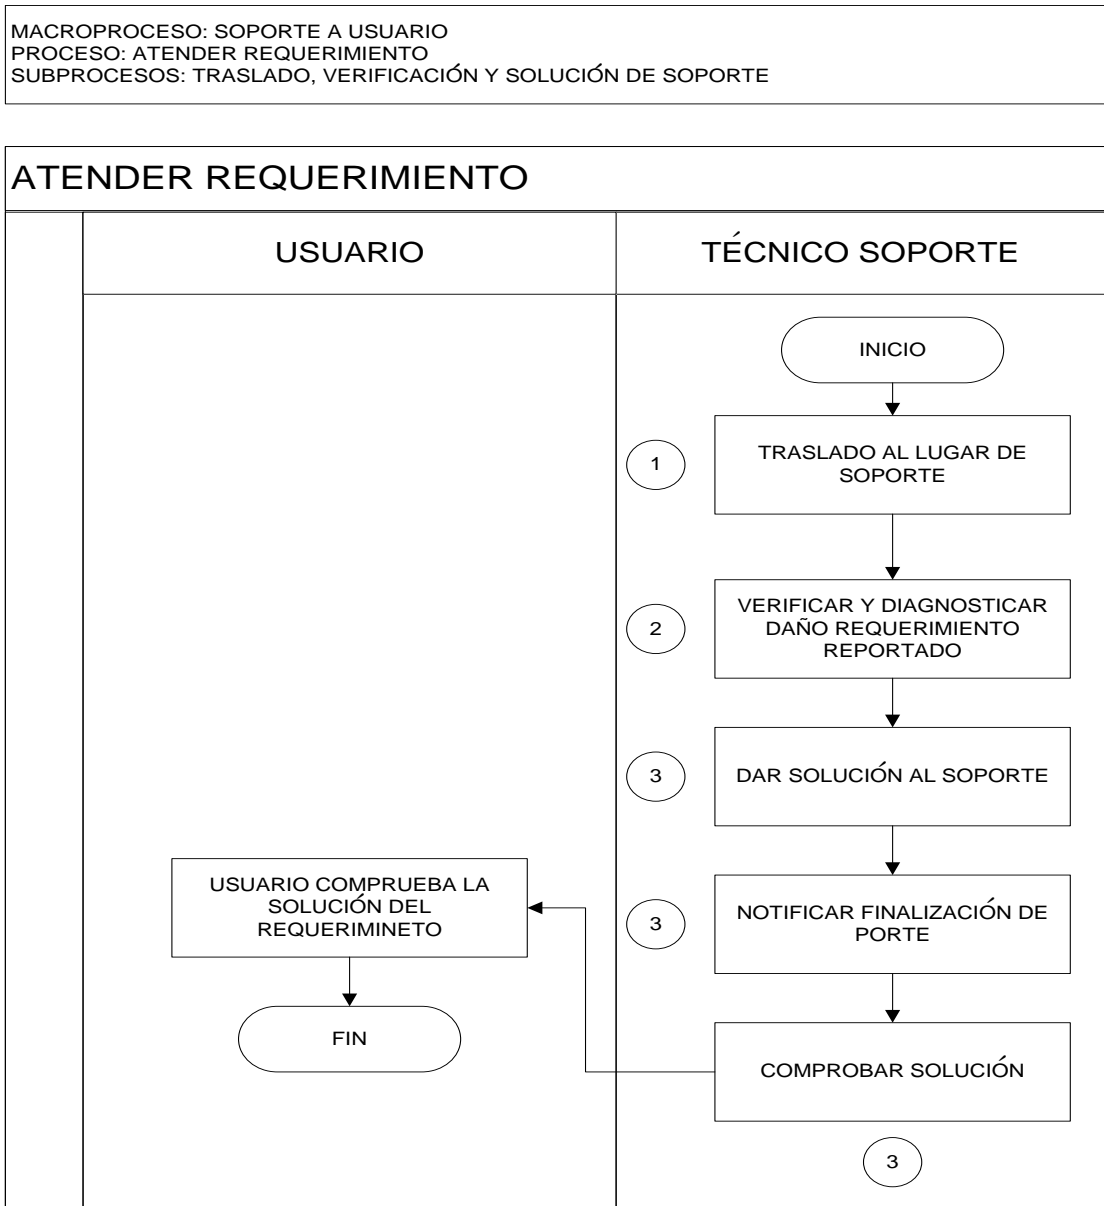 MACROPROCESO: SOPORTE A USUARIO
PROCESO: ATENDER REQUERIMIENTO
SUBPROCESOS: TRASLADO, VERIFICACIÓN Y SOLUCIÓN DE SOPORTE
ATENDER REQUERIMIENTO
USUARIO
TÉCNICO SOPORTE
INICIO
1
TRASLADO AL LUGAR DE
SOPORTE
2
VERIFICAR Y DIAGNOSTICAR
DAÑO REQUERIMIENTO
REPORTADO
3
DAR SOLUCIÓN AL SOPORTE
3
NOTIFICAR FINALIZACIÓN DE
PORTE
COMPROBAR SOLUCIÓN
3
USUARIO COMPRUEBA LA
SOLUCIÓN DEL
REQUERIMINETO
FIN